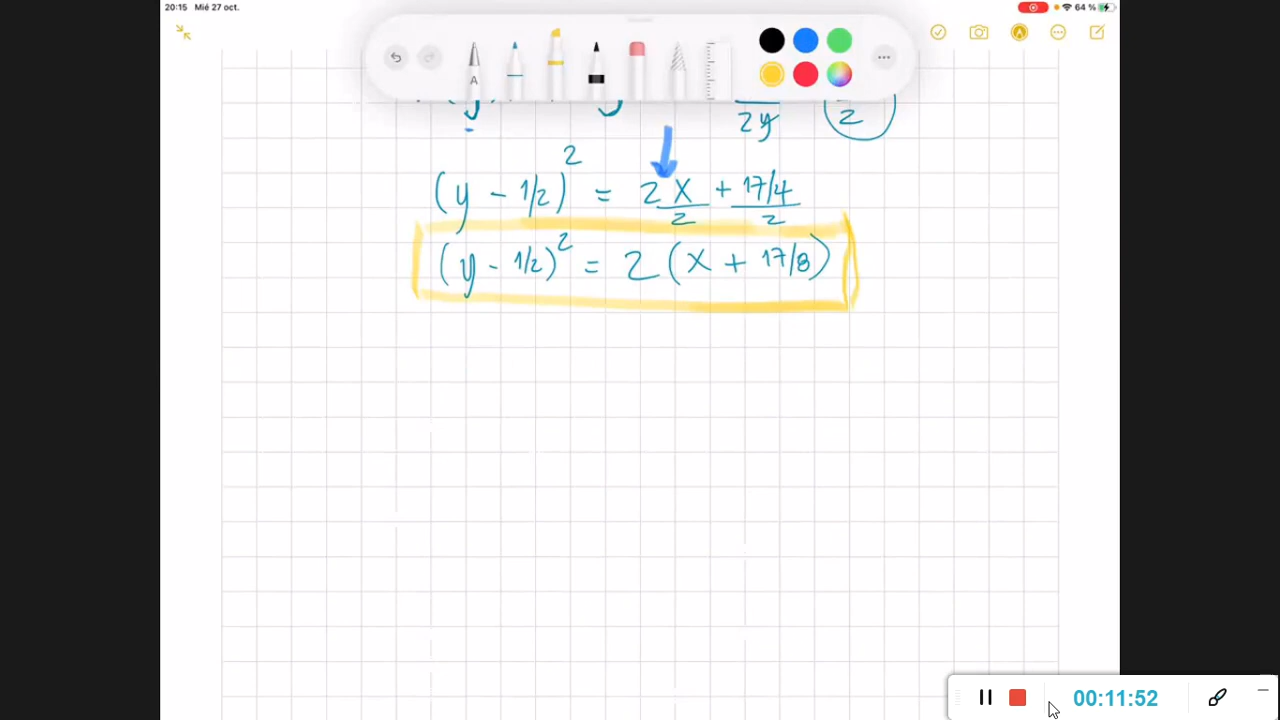 20:15 Mié 27 oct. 64 %
A
2y 2
(y - 1/2)² = 2x/2 + 17/4/2
(y - 1/2)² = 2 (x + 17/8)
00:11:52